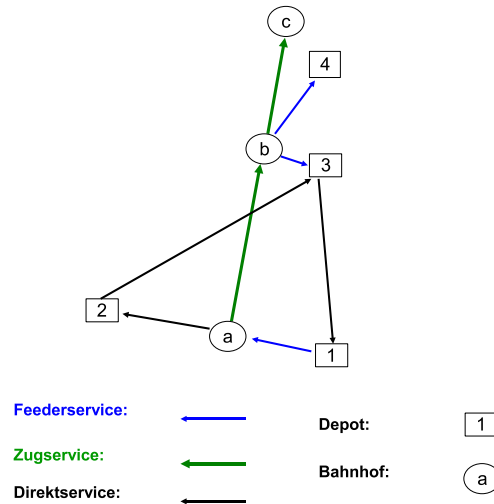 c
4
b
3
2
a
1
Feederservice:
Depot:
1
Zugservice:
Bahnhof:
a
Direktservice: